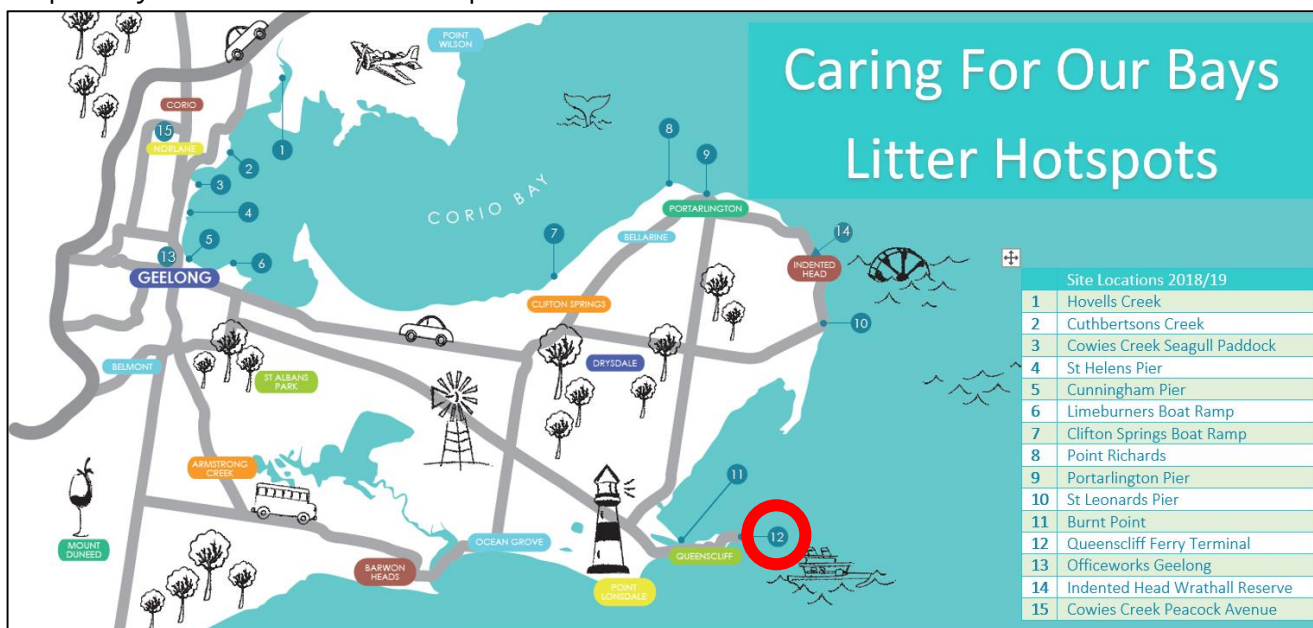 POINT
WILSON
Caring For Our Bays
Litter Hotspots
CORIO
15
NORLANE
1
2
3
4
5
13
GEELONG
6
CORIO BAY
7
8
9
PORTARLINGTON
BELLARINE
14
INDENTED
HEAD
CLIFTON SPRINGS
10
DRYSDALE
BELMONT
ST ALBANS
PARK
ARMSTRONG
CREEK
11
12
QUEENSCLIFF
OCEAN GROVE
MOUNT
DUNEED
BARWON
HEADS
POINT
LONSDALE
Site Locations 2018/19
1 Hovells Creek
2 Cuthbertsons Creek
3 Cowies Creek Seagull Paddock
4 St Helens Pier
5 Cunningham Pier
6 Limeburners Boat Ramp
7 Clifton Springs Boat Ramp
8 Point Richards
9 Portarlington Pier
10 St Leonards Pier
11 Burnt Point
12 Queenscliff Ferry Terminal
13 Officeworks Geelong
14 Indented Head Wrathall Reserve
15 Cowies Creek Peacock Avenue